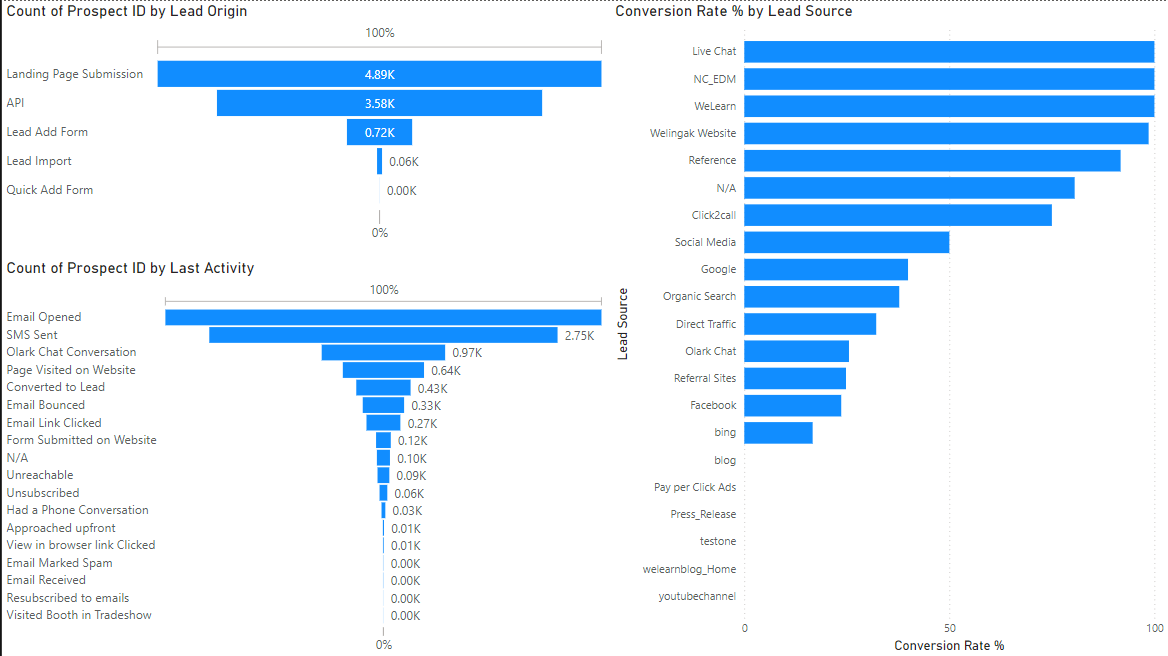 Count of Prospect ID by Lead Origin
100%
Landing Page Submission 4.89K
API 3.58K
Lead Add Form 0.72K
Lead Import 0.06K
Quick Add Form 0.00K
0%
Count of Prospect ID by Last Activity
100%
Email Opened
SMS Sent 2.75K
Olark Chat Conversation 0.97K
Page Visited on Website 0.64K
Converted to Lead 0.43K
Email Bounced 0.33K
Email Link Clicked 0.27K
Form Submitted on Website 0.12K
N/A 0.10K
Unreachable 0.09K
Unsubscribed 0.06K
Had a Phone Conversation 0.03K
Approached upfront 0.01K
View in browser link Clicked 0.01K
Email Marked Spam 0.00K
Email Received 0.00K
Resubscribed to emails 0.00K
Visited Booth in Tradeshow 0.00K
0%
Conversion Rate % by Lead Source
Lead Source
Live Chat
NC_EDM
WeLearn
Welingak Website
Reference
N/A
Click2call
Social Media
Google
Organic Search
Direct Traffic
Olark Chat
Referral Sites
Facebook
bing
blog
Pay per Click Ads
Press_Release
testone
welearnblog_Home
youtubechannel
0 50 100
Conversion Rate %